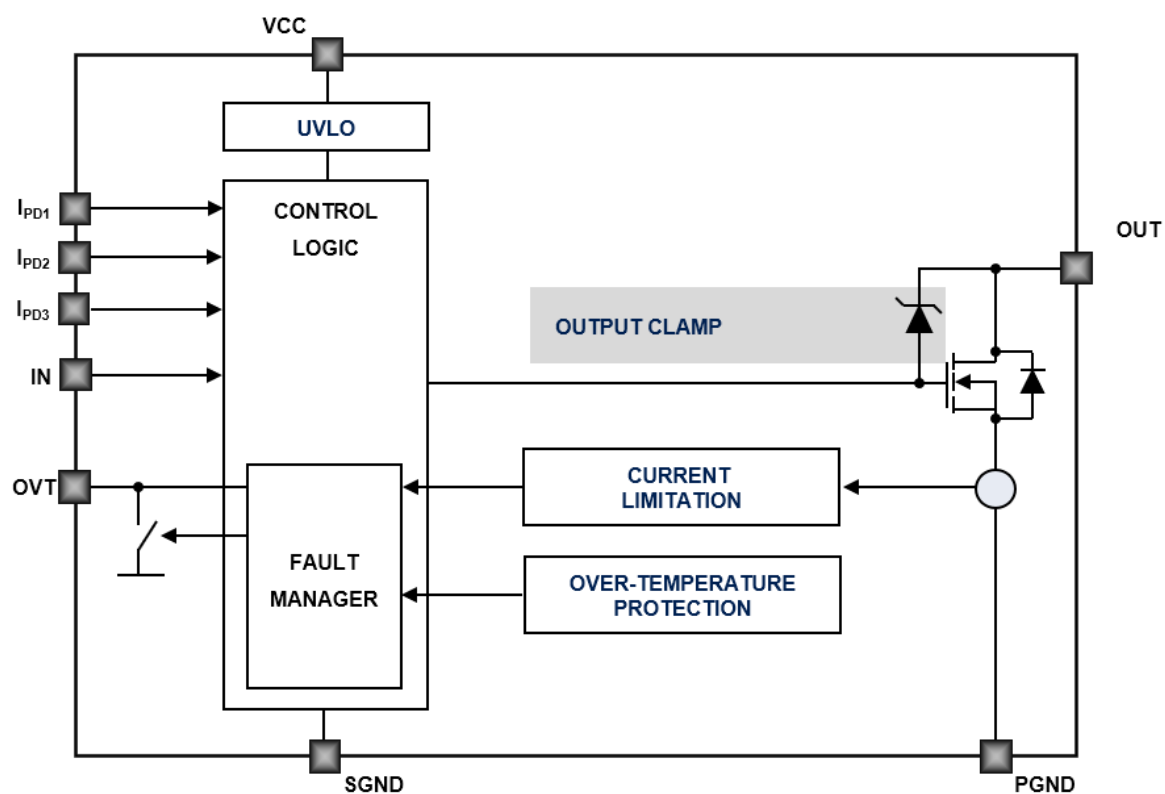 VCC
UVLO
IPD1
CONTROL
LOGIC
IPD2
OUT
IPD3
OUTPUT CLAMP
IN
OVT
CURRENT
LIMITATION
FAULT
MANAGER
OVER-TEMPERATURE
PROTECTION
SGND
PGND